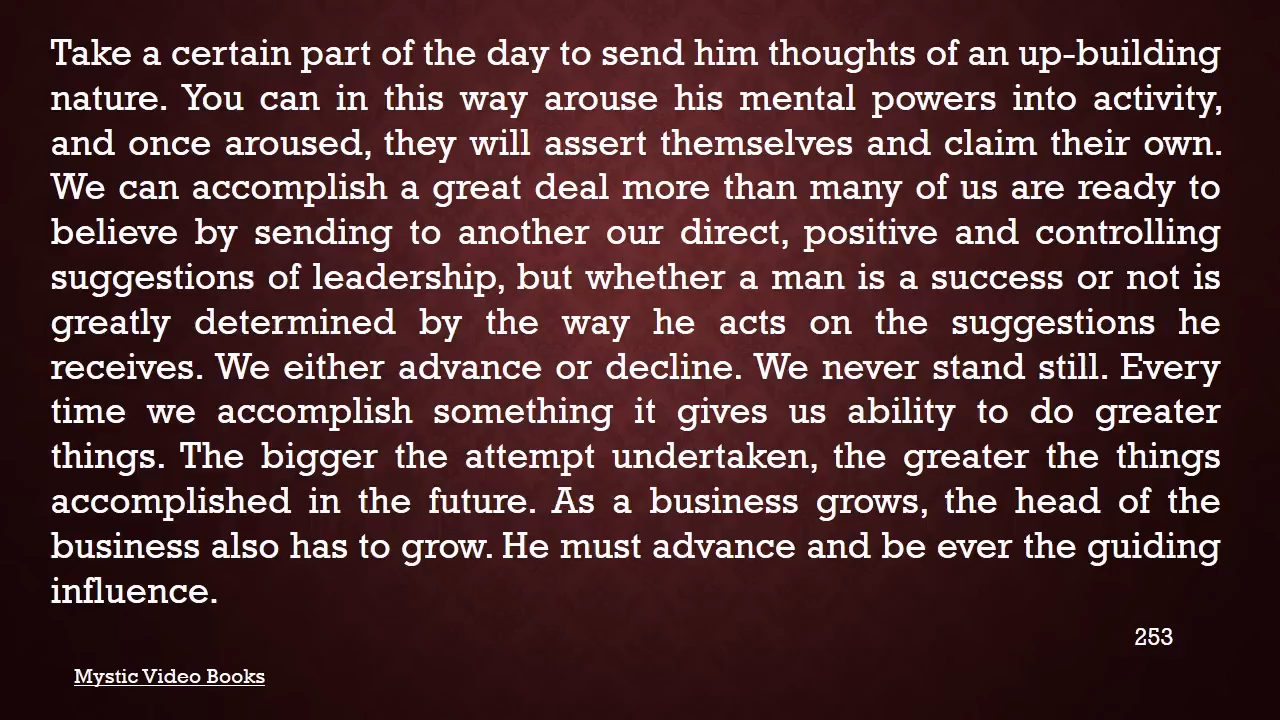 Take a certain part of the day to send him thoughts of an up-building
nature. You can in this way arouse his mental powers into activity,
and once aroused, they will assert themselves and claim their own.
We can accomplish a great deal more than many of us are ready to
believe by sending to another our direct, positive and controlling
suggestions of leadership, but whether a man is a success or not is
greatly determined by the way he acts on the suggestions he
receives. We either advance or decline. We never stand still. Every
time we accomplish something it gives us ability to do greater
things. The bigger the attempt undertaken, the greater the things
accomplished in the future. As a business grows, the head of the
business also has to grow. He must advance and be ever the guiding
influence.
253
Mystic Video Books